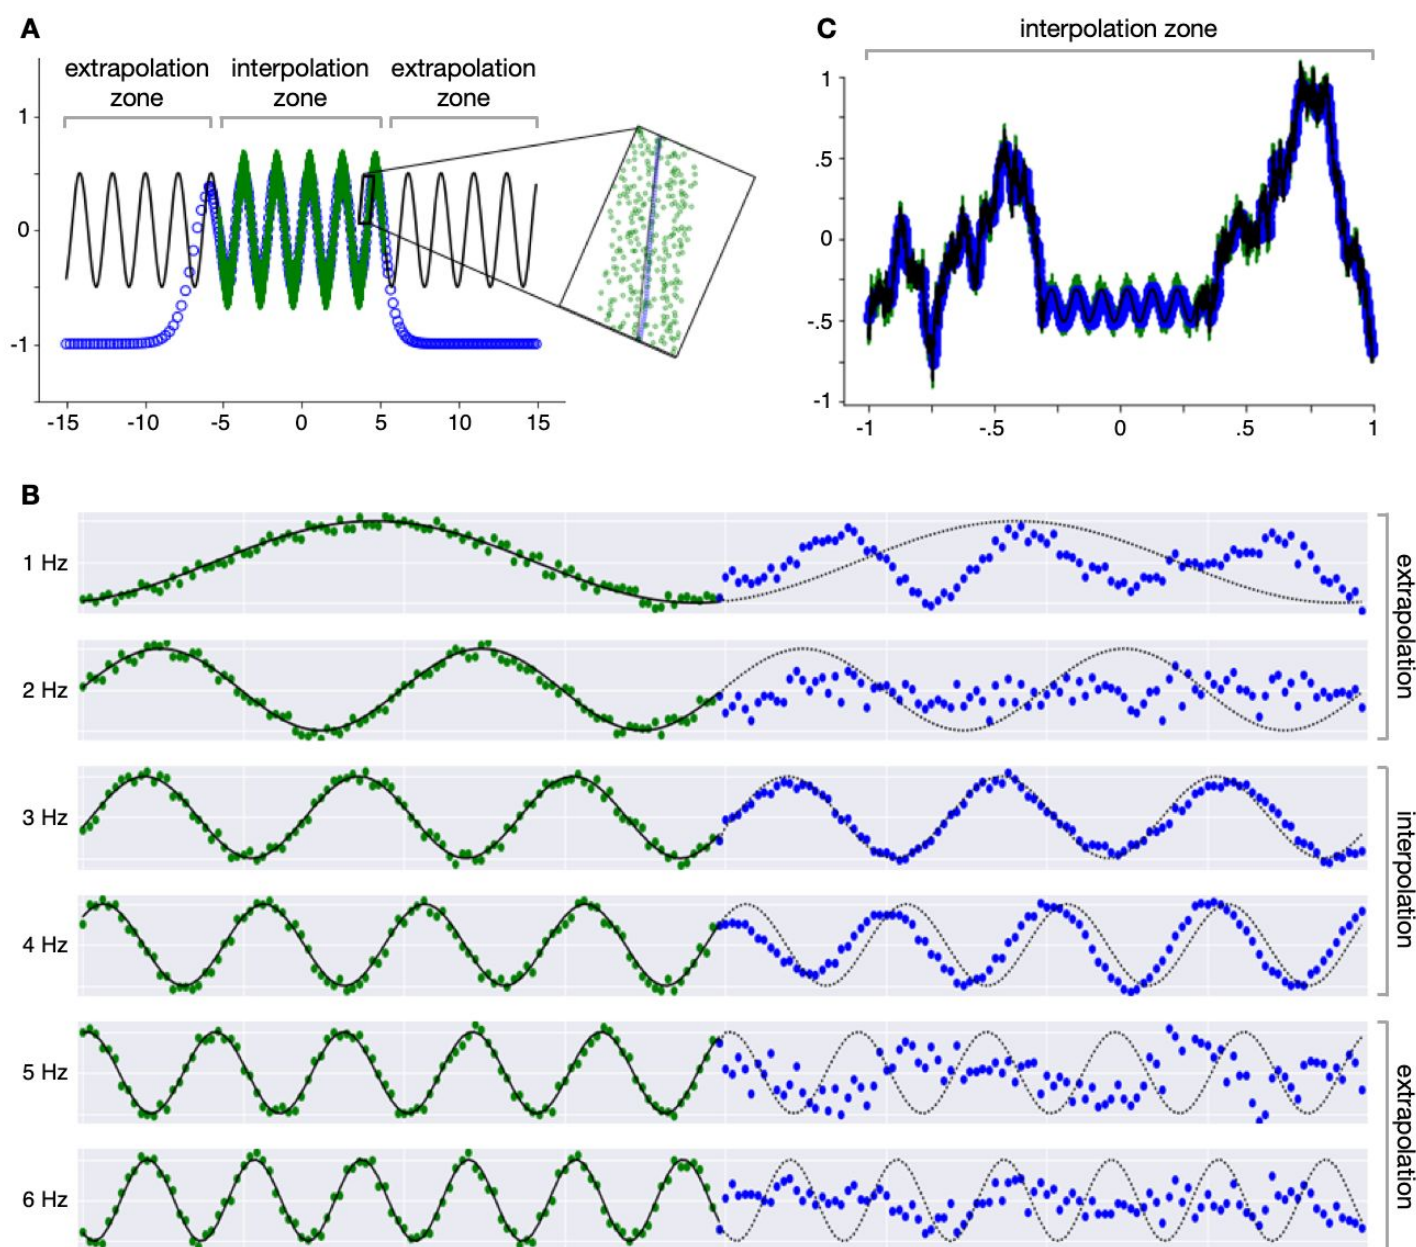 A
extrapolation zone
interpolation zone
extrapolation zone
1
0
-1
-15 -10 -5 0 5 10 15
C
interpolation zone
1
.5
0
-.5
-1
-1 -.5 0 .5 1
B
1 Hz
2 Hz
extrapolation
3 Hz
4 Hz
interpolation
5 Hz
6 Hz
extrapolation